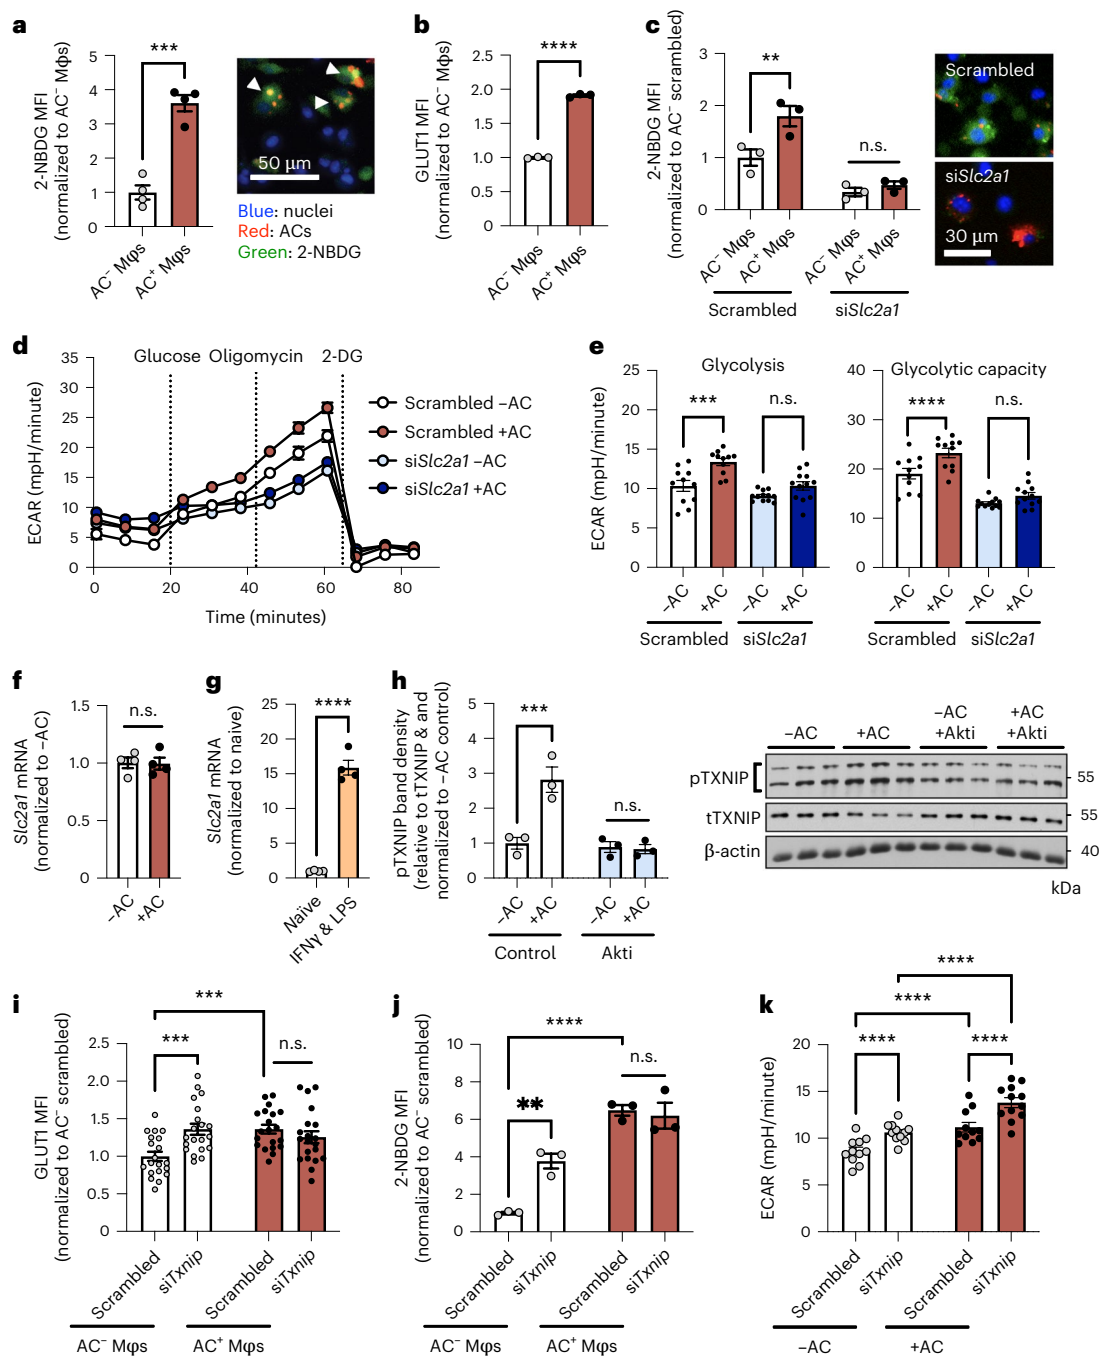 a
2-NBDG MFI
(normalized to AC⁻ Mφs)
5
4
3
2
1
0
***
AC⁻ Mφs
AC⁺ Mφs
50 μm
Blue: nuclei
Red: ACs
Green: 2-NBDG
b
GLUT1 MFI
(normalized to AC⁻ Mφs)
2.5
2.0
1.5
1.0
0.5
0
****
AC⁻ Mφs
AC⁺ Mφs
c
2-NBDG MFI
(normalized to AC⁻ scrambled)
3
2
1
0
**
n.s.
AC⁻ Mφs
AC⁺ Mφs
AC⁻ Mφs
AC⁺ Mφs
Scrambled
siSlc2a1
Scrambled
siSlc2a1
30 μm
d
ECAR (mpH/minute)
35
30
25
20
15
10
5
0
Glucose Oligomycin 2-DG
0 20 40 60 80
Time (minutes)
Scrambled –AC
Scrambled +AC
siSlc2a1 –AC
siSlc2a1 +AC
e
Glycolysis
ECAR (mpH/minute)
25
20
15
10
5
0
***
n.s.
–AC
+AC
–AC
+AC
Scrambled
siSlc2a1
Glycolytic capacity
40
30
20
10
0
****
n.s.
–AC
+AC
–AC
+AC
Scrambled
siSlc2a1
f
Slc2a1 mRNA
(normalized to –AC)
1.5
1.0
0.5
0
n.s.
–AC
+AC
g
Slc2a1 mRNA
(normalized to naive)
25
20
15
10
5
1
0
****
Naïve
IFNγ & LPS
h
pTXNIP band density
(relative to tTXNIP & and
normalized to –AC control)
5
4
3
2
1
0
***
n.s.
–AC
+AC
–AC
+AC
Control
Akti
–AC
+AC
–AC
+Akti
+AC
+Akti
pTXNIP
55
tTXNIP
55
β-actin
40
kDa
i
GLUT1 MFI
(normalized to AC⁻ scrambled)
2.5
2.0
1.5
1.0
0.5
0
***
***
n.s.
Scrambled
siTxnip
Scrambled
siTxnip
AC⁻ Mφs
AC⁺ Mφs
j
2-NBDG MFI
(normalized to AC⁻ scrambled)
10
8
6
4
2
0
****
**
n.s.
Scrambled
siTxnip
Scrambled
siTxnip
AC⁻ Mφs
AC⁺ Mφs
k
ECAR (mpH/minute)
20
15
10
5
0
****
****
****
****
Scrambled
siTxnip
Scrambled
siTxnip
–AC
+AC